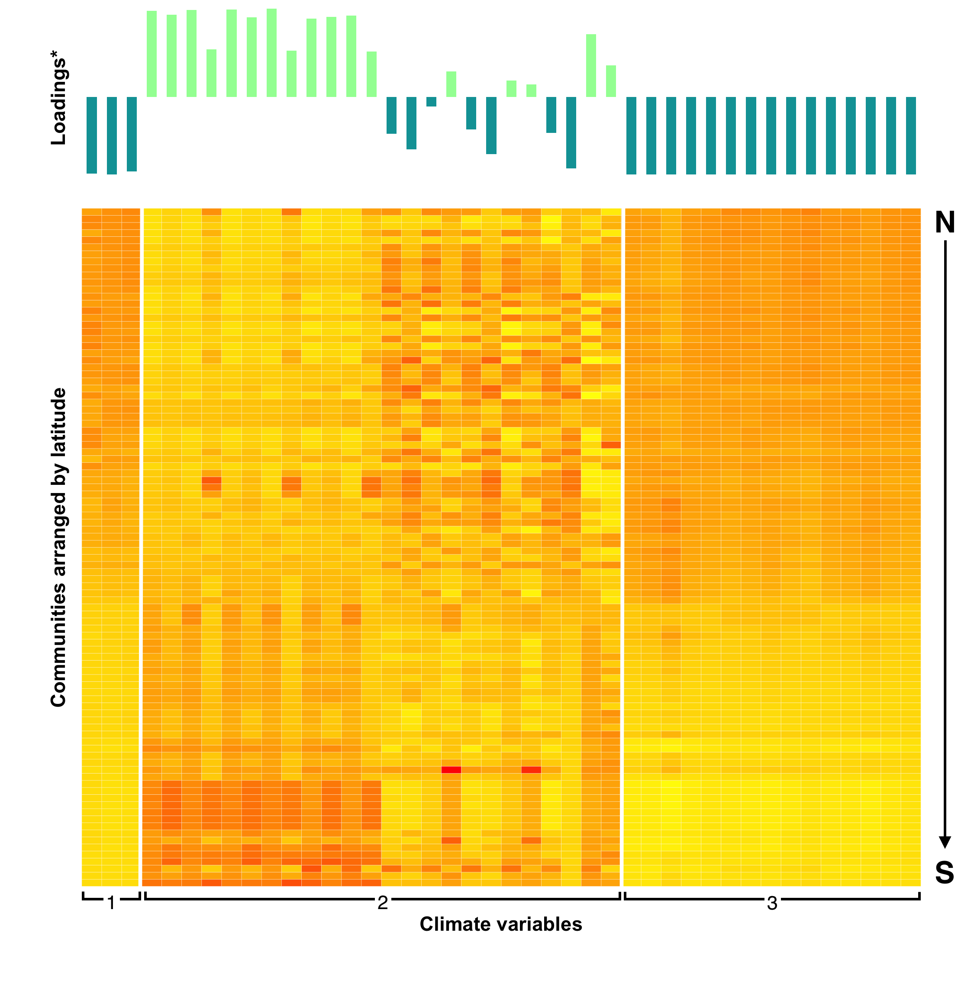 Loadings*
N
Communities arranged by latitude
S
1
2
3
Climate variables